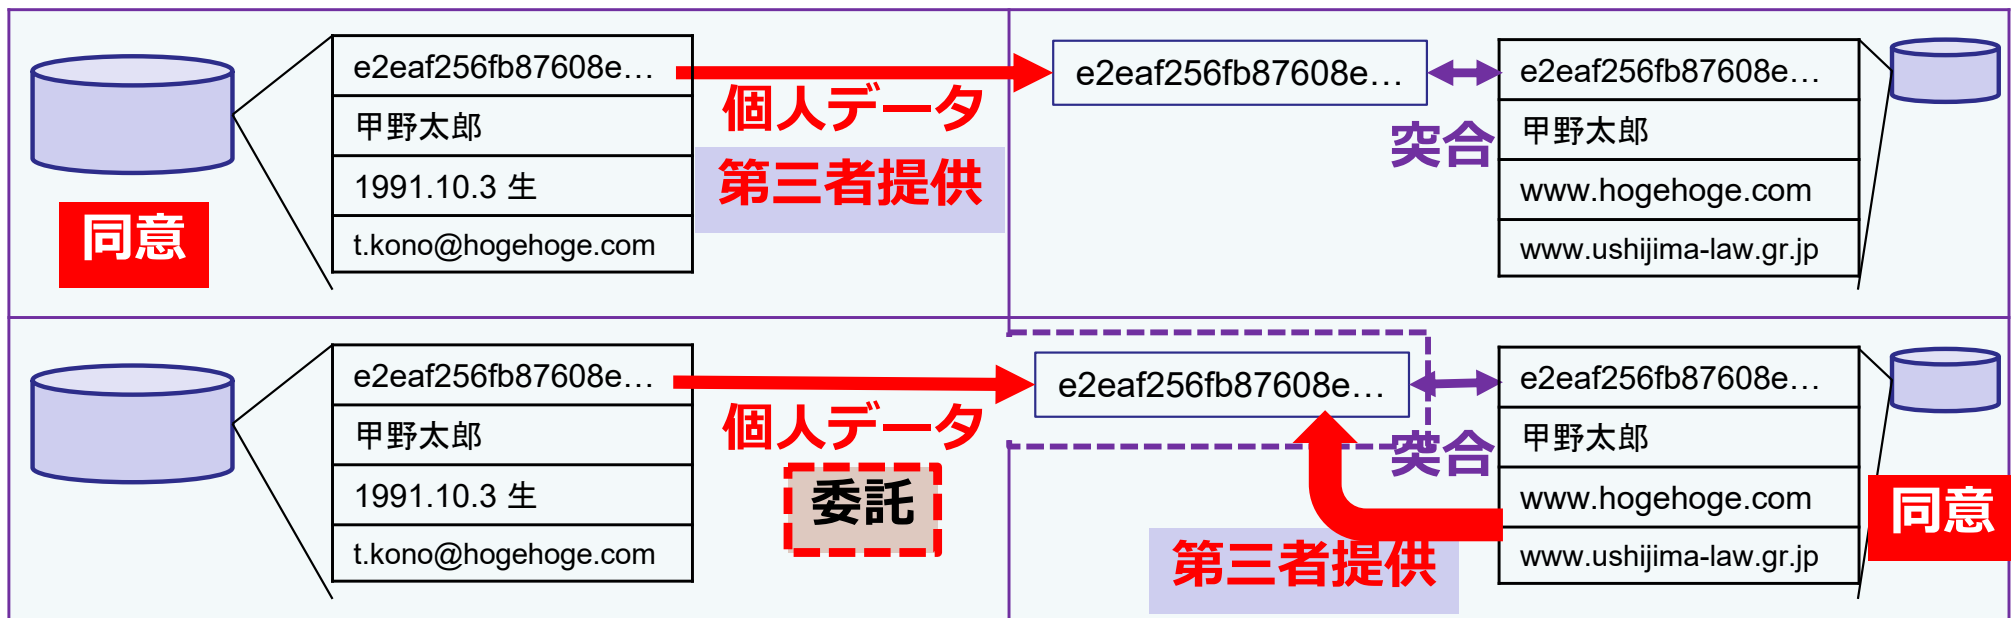 e2eaf256fb87608e…
甲野太郎
1991.10.3 生
t.kono@hogehoge.com
同意
個人データ
第三者提供
e2eaf256fb87608e…
突合
e2eaf256fb87608e…
甲野太郎
www.hogehoge.com
www.ushijima-law.gr.jp
e2eaf256fb87608e…
甲野太郎
1991.10.3 生
t.kono@hogehoge.com
個人データ
委託
e2eaf256fb87608e…
突合
第三者提供
e2eaf256fb87608e…
甲野太郎
www.hogehoge.com
www.ushijima-law.gr.jp
同意